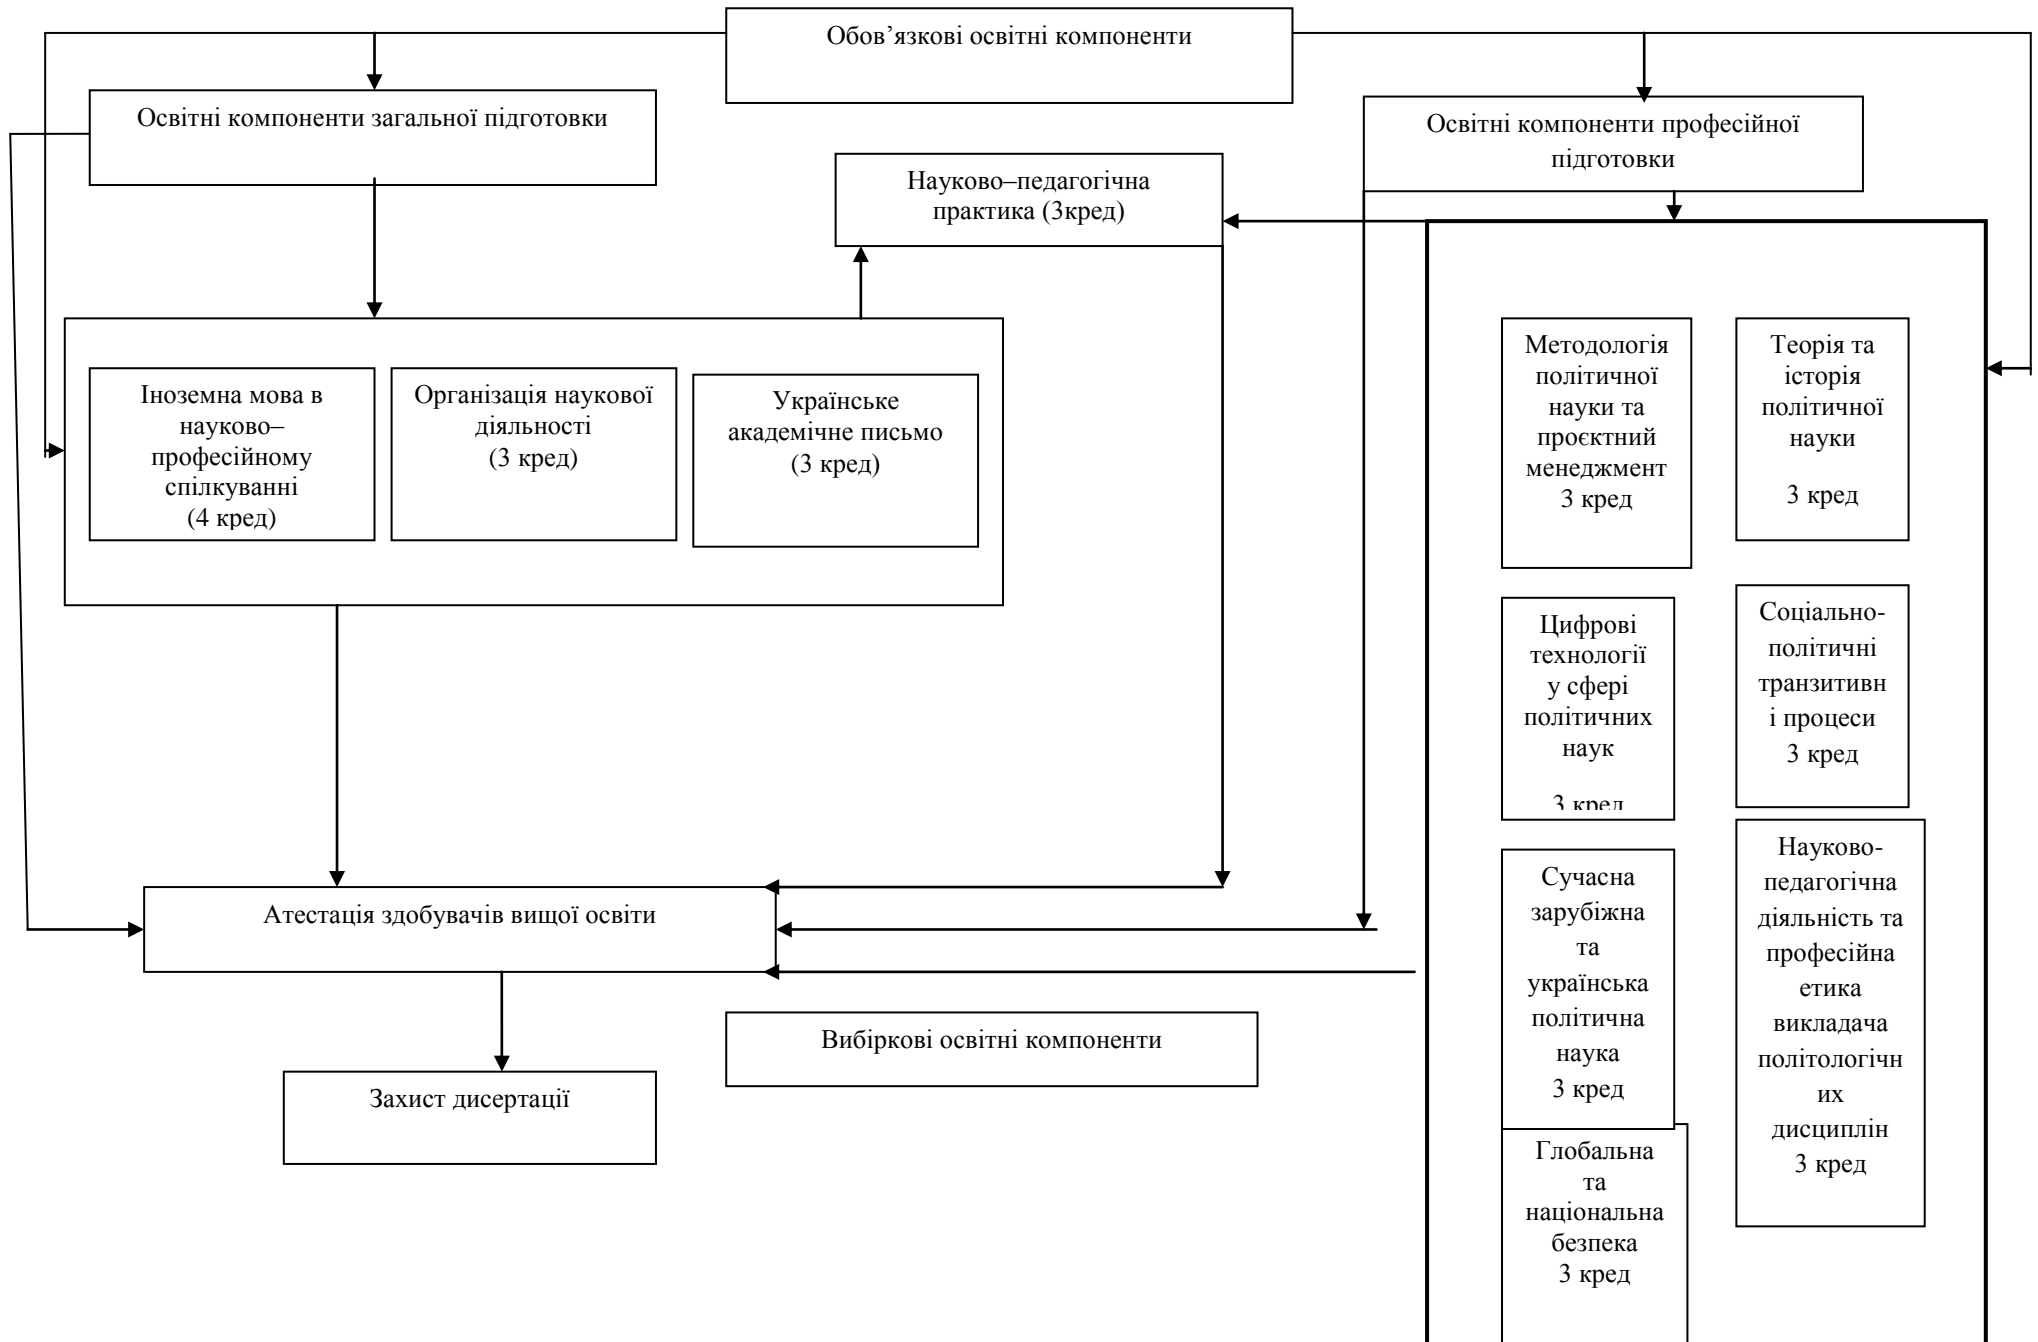 Обов’язкові освітні компоненти
Освітні компоненти загальної підготовки
Освітні компоненти професійної
підготовки
Науково–педагогічна
практика (3кред)
Іноземна мова в
науково–
професійному
спілкуванні
(4 кред)
Організація наукової
діяльності
(3 кред)
Українське
академічне письмо
(3 кред)
Методологія
політичної
науки та
проєктний
менеджмент
3 кред
Теорія та
історія
політичної
науки
3 кред
Цифрові
технології
у сфері
політичних
наук
3 кред
Соціально-
політичні
транзитивн
і процеси
3 кред
Сучасна
зарубіжна
та
українська
політична
наука
3 кред
Науково-
педагогічна
діяльність та
професійна
етика
викладача
політологічн
их
дисциплін
3 кред
Глобальна
та
національна
безпека
3 кред
Атестація здобувачів вищої освіти
Вибіркові освітні компоненти
Захист дисертації